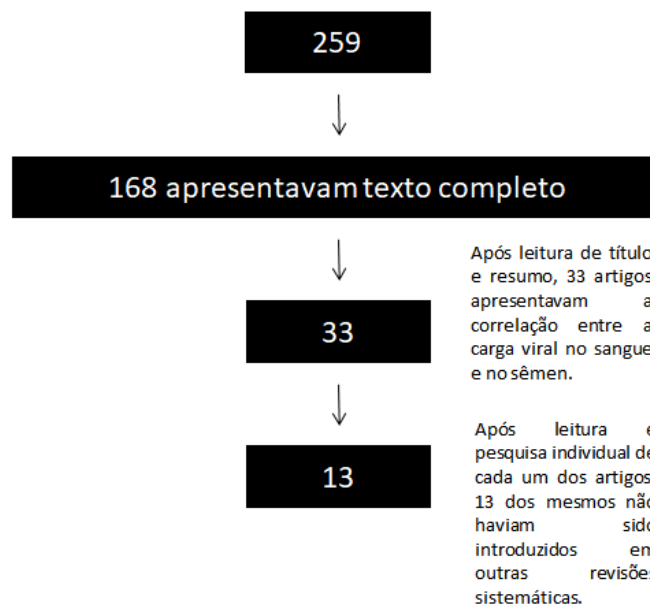 259
168 apresentavam texto completo
Após leitura de título
e resumo, 33 artigos
apresentavam a
correlação entre a
carga viral no sangue
e no sêmen.
33
Após leitura e
pesquisa individual de
cada um dos artigos
13 dos mesmos não
haviam sido
introduzidos em
outras revisões
sistemáticas.
13